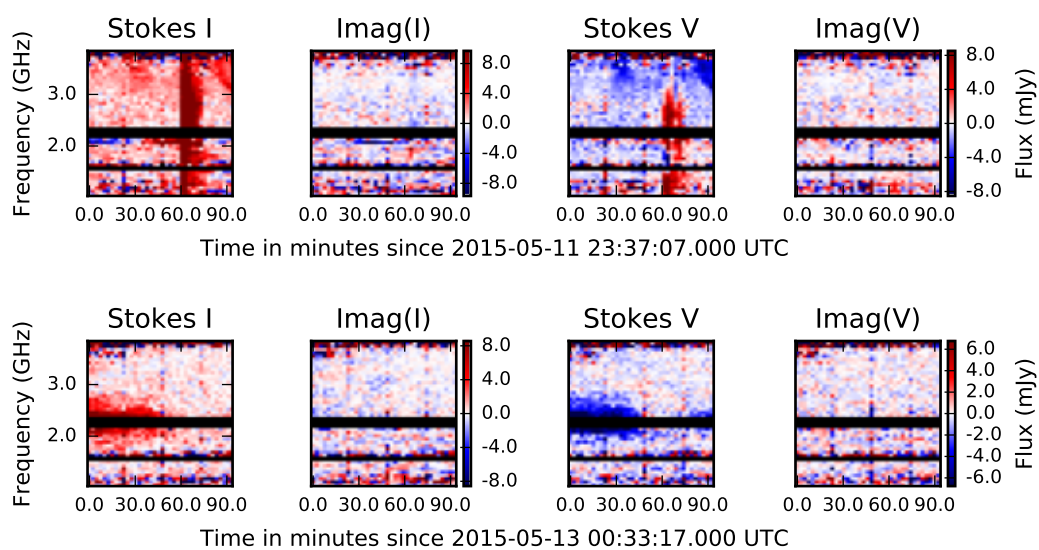 Stokes I Imag(I) Stokes V Imag(V)
Frequency (GHz)
3.0
2.0
8.0
4.0
0.0
-4.0
-8.0
8.0
4.0
0.0
-4.0
-8.0
Flux (mJy)
0.0 30.0 60.0 90.0 0.0 30.0 60.0 90.0 0.0 30.0 60.0 90.0 0.0 30.0 60.0 90.0
Time in minutes since 2015-05-11 23:37:07.000 UTC
Stokes I Imag(I) Stokes V Imag(V)
Frequency (GHz)
3.0
2.0
8.0
4.0
0.0
-4.0
-8.0
6.0
4.0
2.0
0.0
-2.0
-4.0
-6.0
Flux (mJy)
0.0 30.0 60.0 90.0 0.0 30.0 60.0 90.0 0.0 30.0 60.0 90.0 0.0 30.0 60.0 90.0
Time in minutes since 2015-05-13 00:33:17.000 UTC